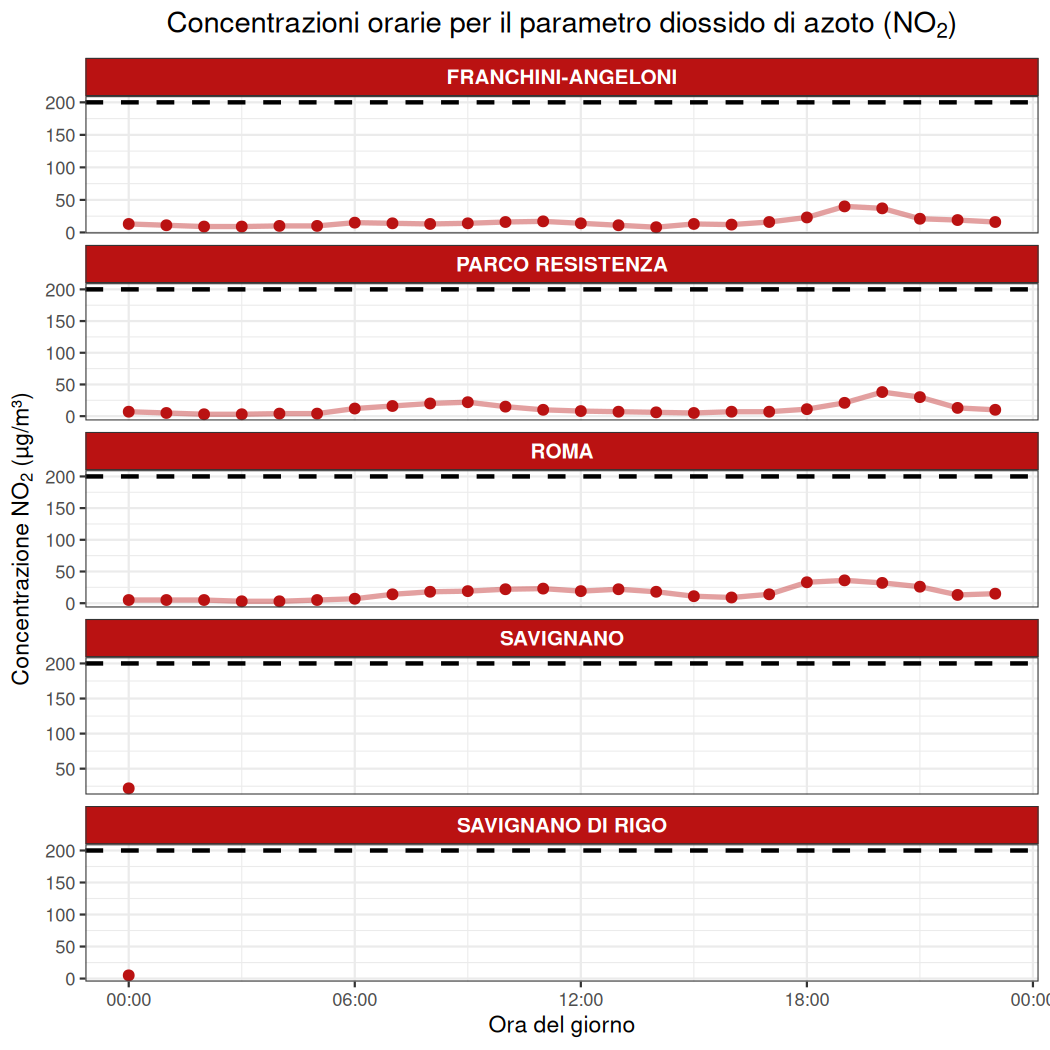 Concentrazioni orarie per il parametro diossido di azoto (NO₂)
Concentrazione NO₂ (µg/m³)
FRANCHINI-ANGELONI
200
150
100
50
0
PARCO RESISTENZA
200
150
100
50
0
ROMA
200
150
100
50
0
SAVIGNANO
200
150
100
50
SAVIGNANO DI RIGO
200
150
100
50
0
00:00 06:00 12:00 18:00 00:0
Ora del giorno